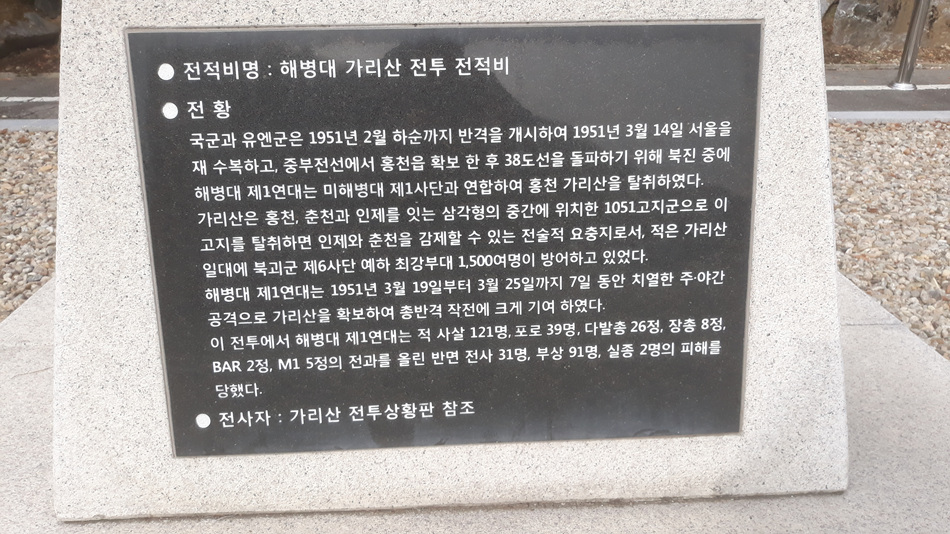 ● 전적비명 : 해병대 가리산 전투 전적비
● 전 황
국군과 유엔군은 1951년 2월 하순까지 반격을 개시하여 1951년 3월 14일 서울을
재 수복하고, 중부전선에서 홍천읍을 확보 한 후 38도선을 돌파하기 위해 북진 중에
해병대 제1연대는 미해병대 제1사단과 연합하여 홍천 가리산을 탈취하였다.
가리산은 홍천, 춘천과 인제를 잇는 삼각형의 중간에 위치한 1051고지군으로 이
고지를 탈취하면 인제와 춘천을 감제할 수 있는 전술적 요충지로서, 적은 가리산
일대에 북괴군 제6사단 예하 최강부대 1,500여명이 방어하고 있었다.
해병대 제1연대는 1951년 3월 19일부터 3월 25일까지 7일 동안 치열한 주·야간
공격으로 가리산을 확보하여 총반격 작전에 크게 기여 하였다.
이 전투에서 해병대 제1연대는 적 사살 121명, 포로 39명, 다발총 26정, 장총 8정,
BAR 2정, M1 5정의 전과를 올린 반면 전사 31명, 부상 91명, 실종 2명의 피해를
당했다.
● 전사자 : 가리산 전투상황판 참조